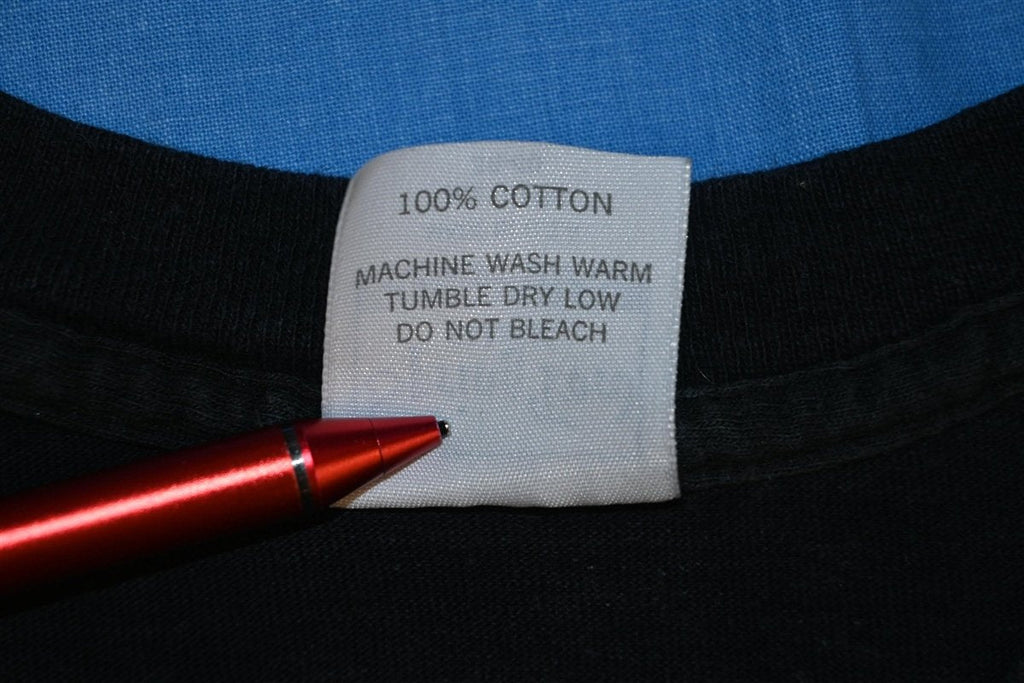 100% COTTON
MACHINE WASH WARM
TUMBLE DRY LOW
DO NOT BLEACH